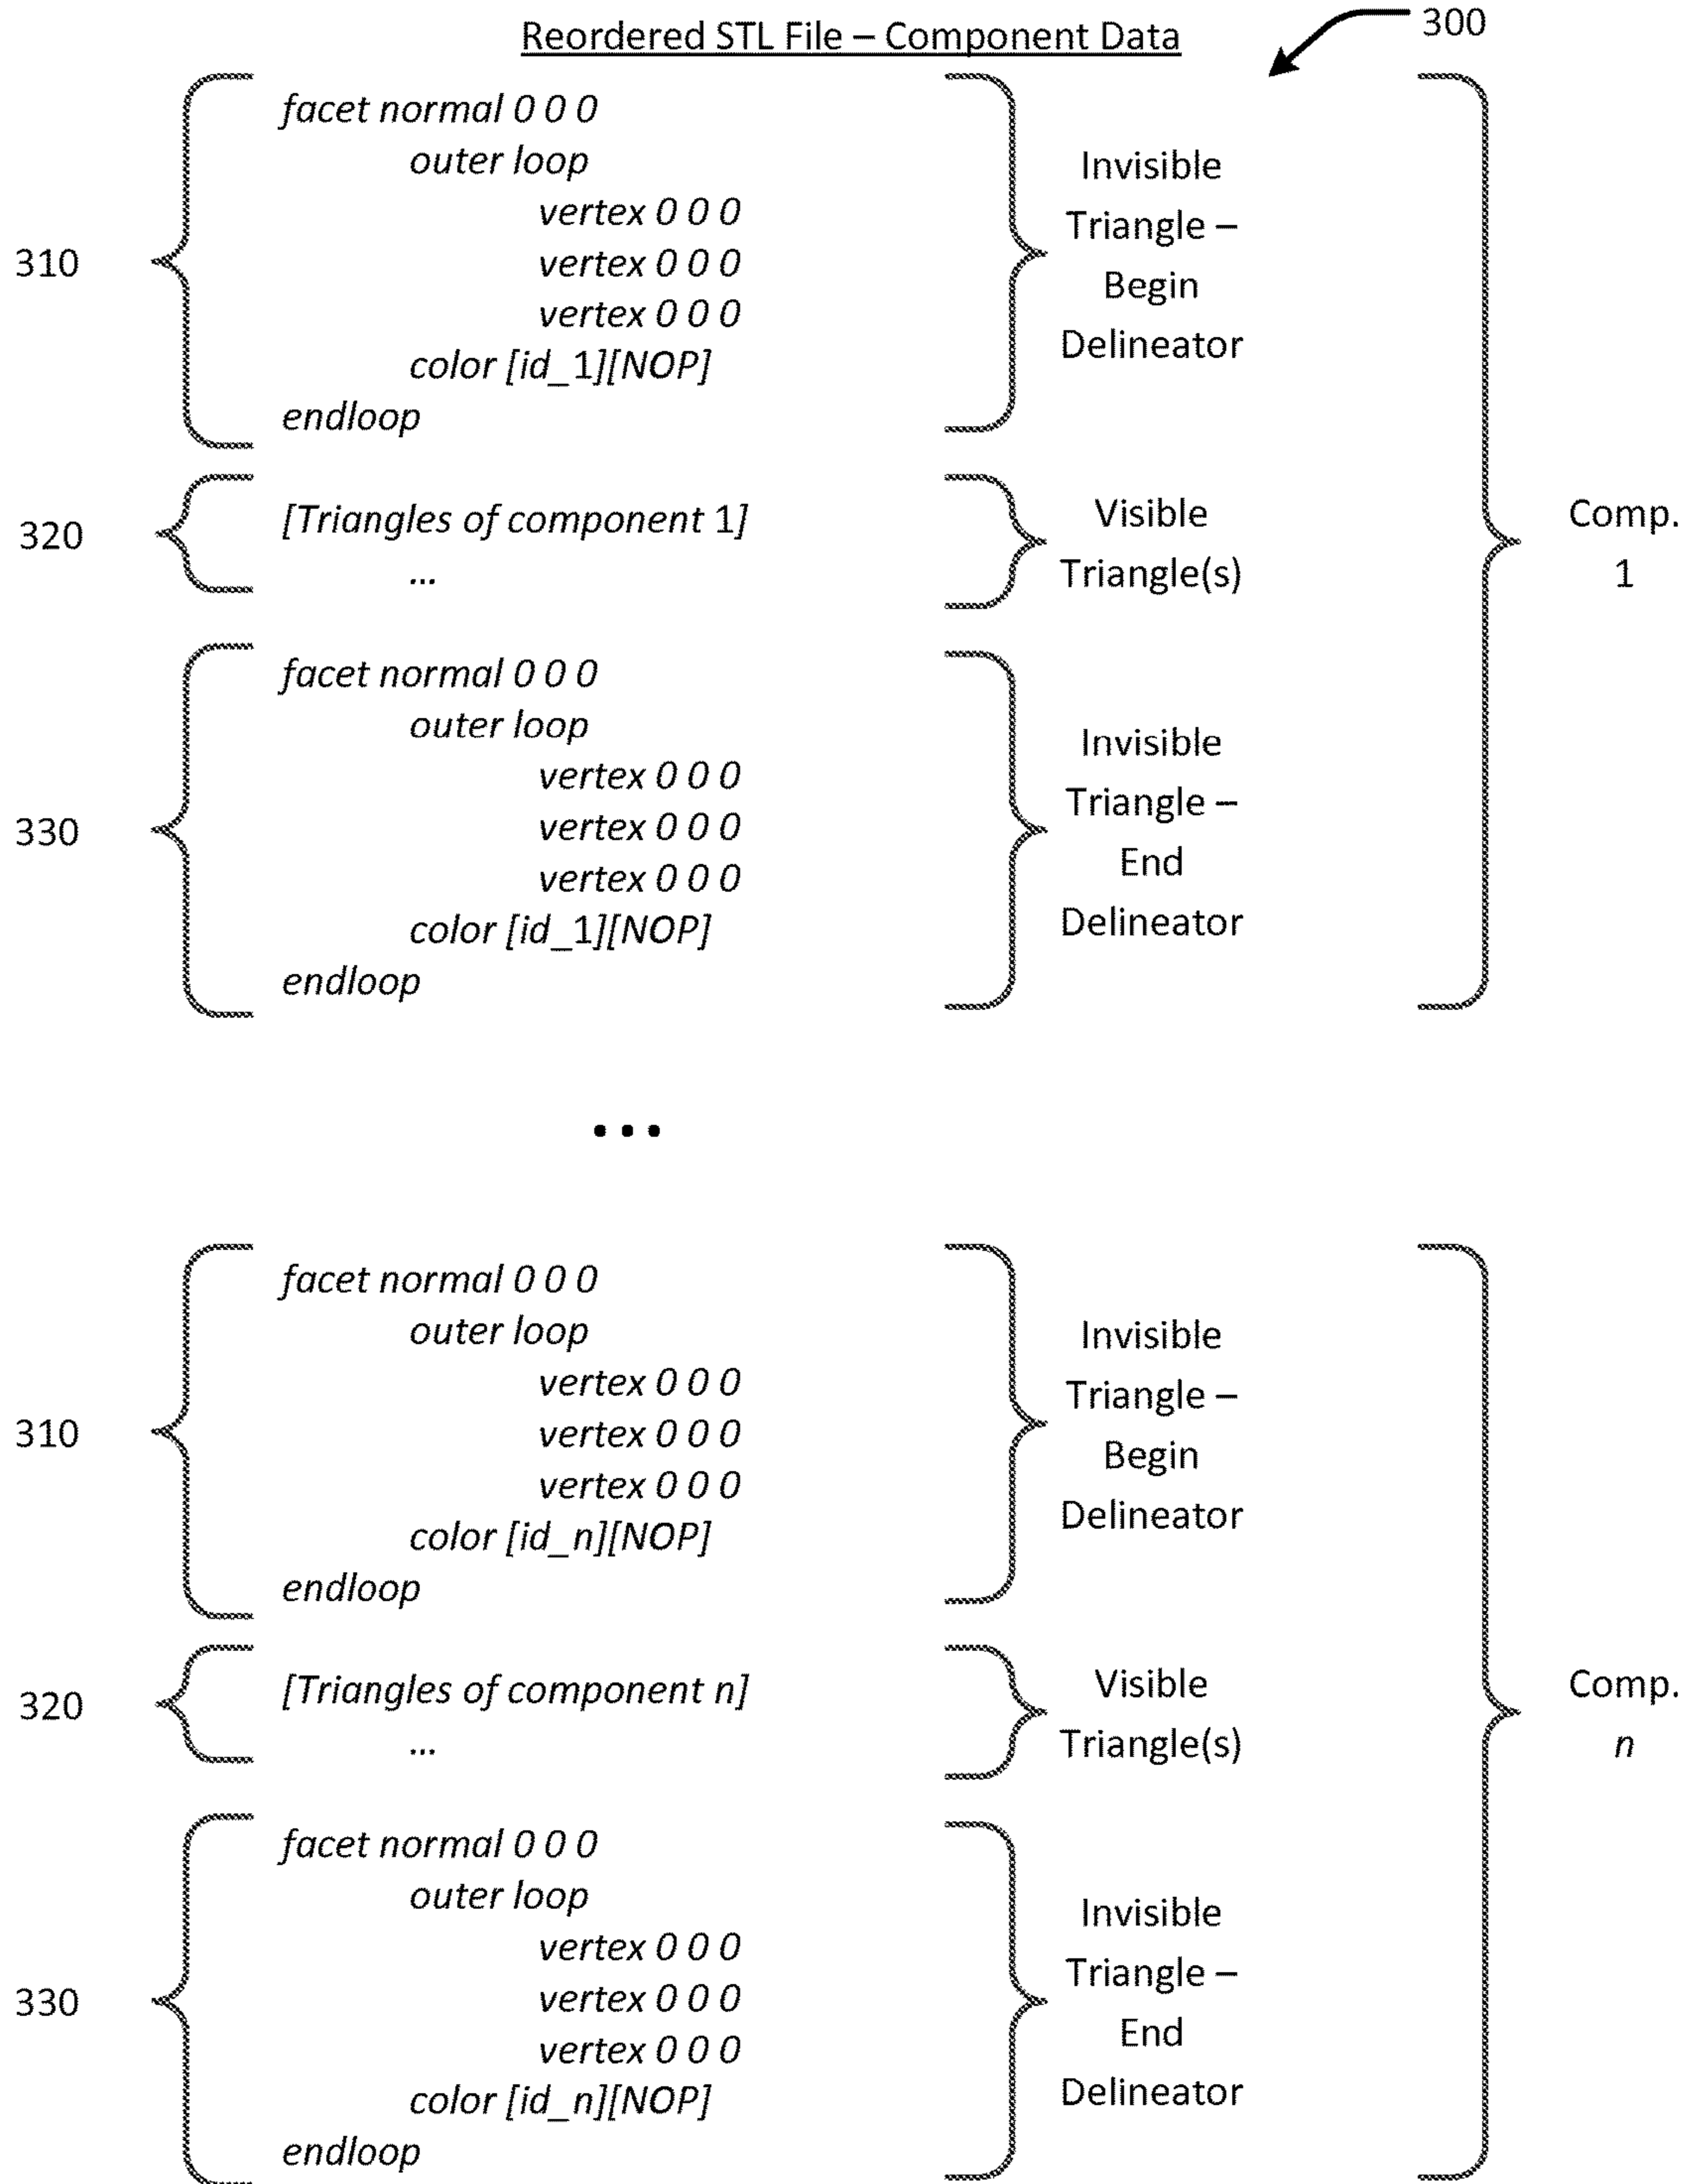 Reordered STL File – Component Data
300
facet normal 0 0 0
outer loop
vertex 0 0 0
vertex 0 0 0
vertex 0 0 0
color [id_1][NOP]
endloop
310
Invisible
Triangle –
Begin
Delineator
[Triangles of component 1]
...
320
Visible
Triangle(s)
Comp.
1
facet normal 0 0 0
outer loop
vertex 0 0 0
vertex 0 0 0
vertex 0 0 0
color [id_1][NOP]
endloop
330
Invisible
Triangle –
End
Delineator
...
facet normal 0 0 0
outer loop
vertex 0 0 0
vertex 0 0 0
vertex 0 0 0
color [id_n][NOP]
endloop
310
Invisible
Triangle –
Begin
Delineator
[Triangles of component n]
...
320
Visible
Triangle(s)
Comp.
n
facet normal 0 0 0
outer loop
vertex 0 0 0
vertex 0 0 0
vertex 0 0 0
color [id_n][NOP]
endloop
330
Invisible
Triangle –
End
Delineator